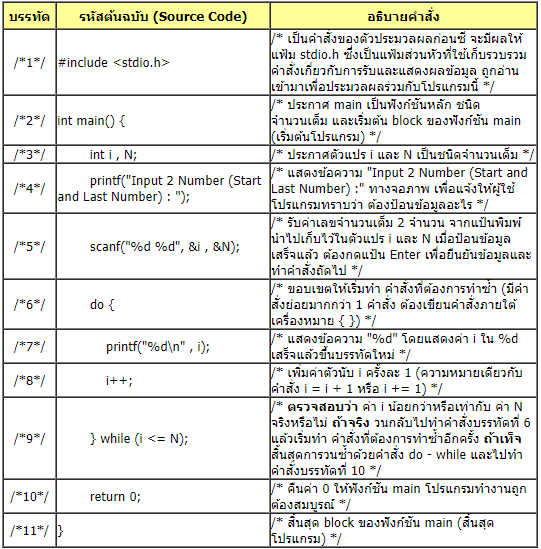 บรรทัด
รหัสต้นฉบับ (Source Code)
อธิบายคำสั่ง
/*1*/
#include <stdio.h>
/* เป็นคำสั่งของตัวประมวลผลก่อนซี จะมีผลให้
แฟ้ม stdio.h ซึ่งเป็นแฟ้มส่วนหัวที่ใช้เก็บรวบรวม
คำสั่งเกี่ยวกับการรับและแสดงผลข้อมูล ถูกอ่าน
เข้ามาเพื่อประมวลผลร่วมกับโปรแกรมนี้ */
/*2*/
int main() {
/* ประกาศ main เป็นฟังก์ชันหลัก ชนิด
จำนวนเต็ม และเริ่มต้น block ของฟังก์ชัน main
(เริ่มต้นโปรแกรม) */
/*3*/
int i , N;
/* ประกาศตัวแปร i และ N เป็นชนิดจำนวนเต็ม */
/*4*/
printf("Input 2 Number (Start
and Last Number) : ");
/* แสดงข้อความ "Input 2 Number (Start and
Last Number) :" ทางจอภาพ เพื่อแจ้งให้ผู้ใช้
โปรแกรมทราบว่า ต้องป้อนข้อมูลอะไร */
/*5*/
scanf("%d %d", &i , &N);
/* รับค่าเลขจำนวนเต็ม 2 จำนวน จากแป้นพิมพ์
นำไปเก็บไว้ในตัวแปร i และ N เมื่อป้อนข้อมูล
เสร็จแล้ว ต้องกดแป้น Enter เพื่อยืนยันข้อมูลและ
ทำคำสั่งถัดไป */
/*6*/
do {
/* ขอบเขตให้เริ่มทำ คำสั่งที่ต้องการทำซ้ำ (มีคำ
สั่งย่อยมากกว่า 1 คำสั่ง ต้องเขียนคำสั่งภายใต้
เครื่องหมาย { }) */
/*7*/
printf("%d\n" , i);
/* แสดงข้อความ "%d" โดยแสดงค่า i ใน %d
เสร็จแล้วขึ้นบรรทัดใหม่ */
/*8*/
i++;
/* เพิ่มค่าตัวนับ i ครั้งละ 1 (ความหมายเดียวกับ
คำสั่ง i = i + 1 หรือ i += 1) */
/*9*/
} while (i <= N);
/* ตรวจสอบว่า ค่า i น้อยกว่าหรือเท่ากับ ค่า N
จริงหรือไม่ ถ้าจริง วนกลับไปทำคำสั่งบรรทัดที่ 6
แล้วเริ่มทำ คำสั่งที่ต้องการทำซ้ำอีกครั้ง ถ้าเท็จ
สิ้นสุดการวนซ้ำด้วยคำสั่ง do - while และไปทำ
คำสั่งบรรทัดที่ 10 */
/*10*/
return 0;
/* คืนค่า 0 ให้ฟังก์ชัน main โปรแกรมทำงานถูก
ต้องสมบูรณ์ */
/*11*/
}
/* สิ้นสุด block ของฟังก์ชัน main (สิ้นสุด
โปรแกรม) */